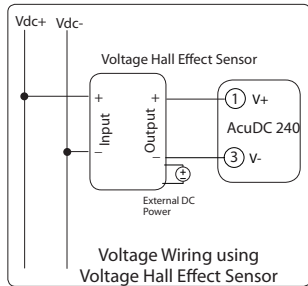 Vdc+ Vdc-
Voltage Hall Effect Sensor
+ + 1 V+
Input Output
AcuDC 240
− − 3 V-
+
−
External DC
Power
Voltage Wiring using
Voltage Hall Effect Sensor